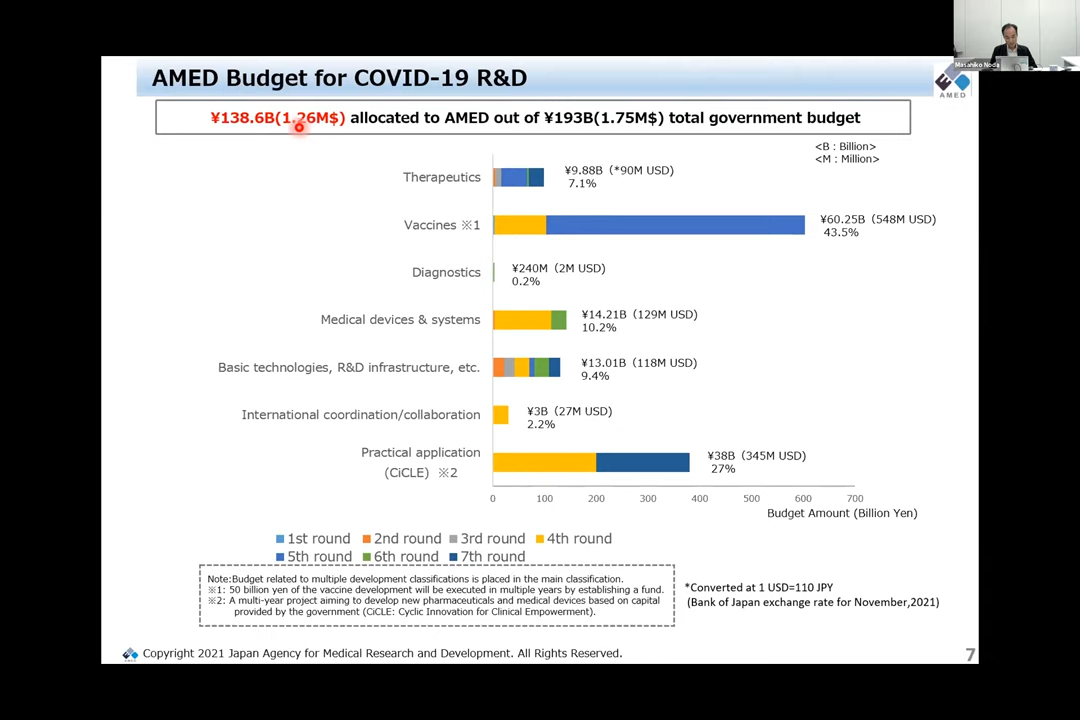 Masahiko Noda
AMED Budget for COVID-19 R&D
AMED
¥138.6B(1.26M$) allocated to AMED out of ¥193B(1.75M$) total government budget
<B : Billion>
<M : Million>
Therapeutics
¥9.88B (*90M USD)
7.1%
Vaccines ※1
¥60.25B (548M USD)
43.5%
Diagnostics
¥240M (2M USD)
0.2%
Medical devices & systems
¥14.21B (129M USD)
10.2%
Basic technologies, R&D infrastructure, etc.
¥13.01B (118M USD)
9.4%
International coordination/collaboration
¥3B (27M USD)
2.2%
Practical application
(CiCLE) ※2
¥38B (345M USD)
27%
0 100 200 300 400 500 600 700
Budget Amount (Billion Yen)
1st round 2nd round 3rd round 4th round
5th round 6th round 7th round
Note:Budget related to multiple development classifications is placed in the main classification.
※1: 50 billion yen of the vaccine development will be executed in multiple years by establishing a fund.
※2: A multi-year project aiming to develop new pharmaceuticals and medical devices based on capital
provided by the government (CiCLE: Cyclic Innovation for Clinical Empowerment).
*Converted at 1 USD=110 JPY
(Bank of Japan exchange rate for November,2021)
Copyright 2021 Japan Agency for Medical Research and Development. All Rights Reserved.
7